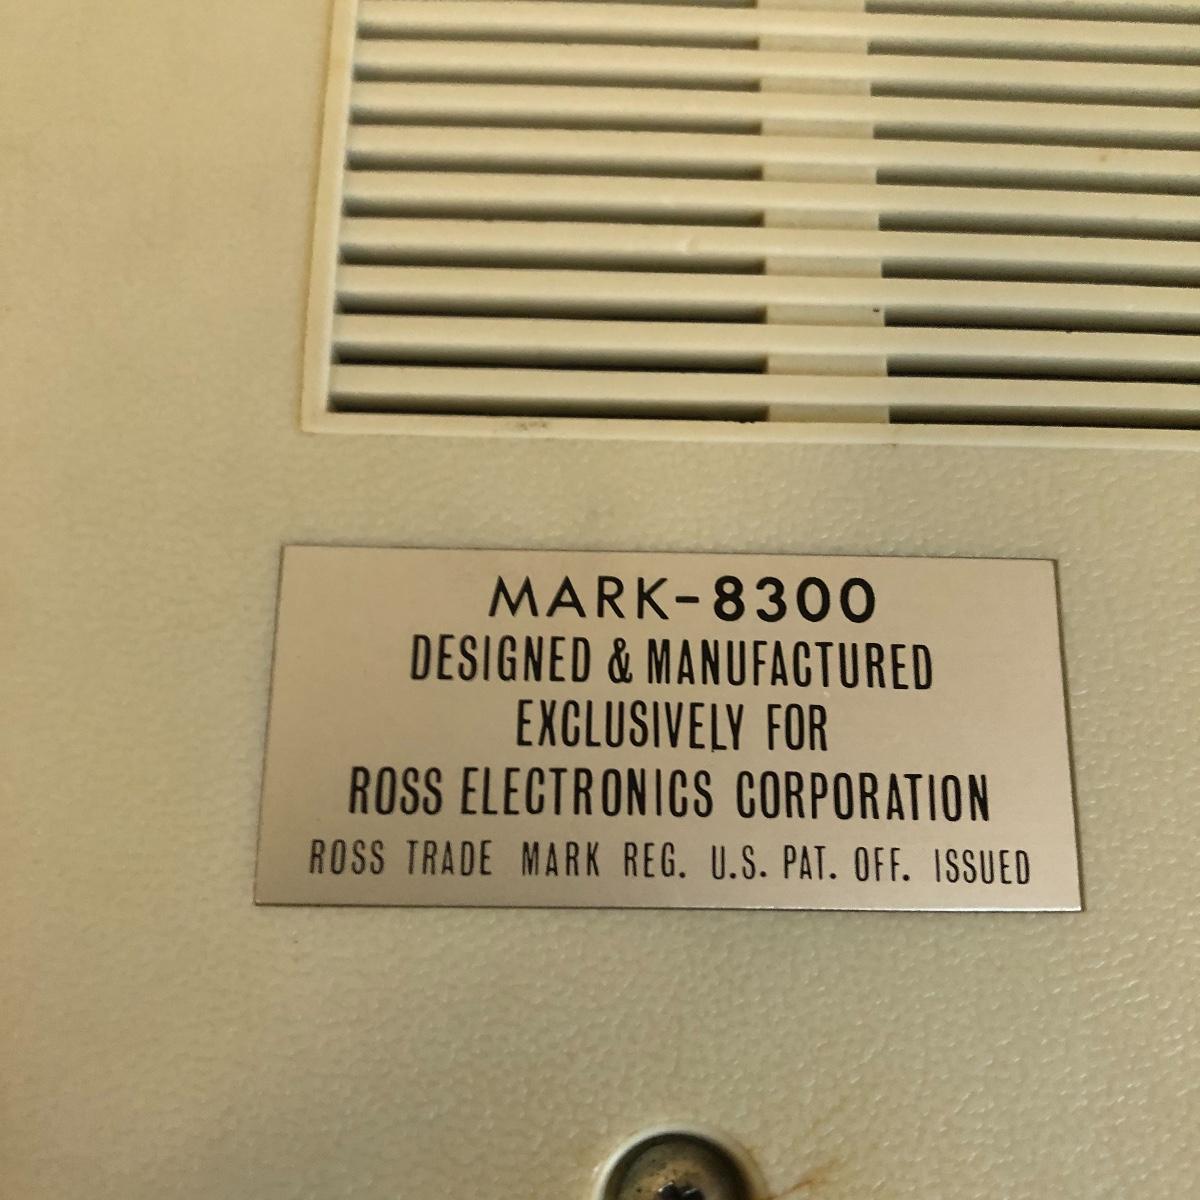 MARK-8300
DESIGNED & MANUFACTURED
EXCLUSIVELY FOR
ROSS ELECTRONICS CORPORATION
ROSS TRADE MARK REG. U.S. PAT. OFF. ISSUED